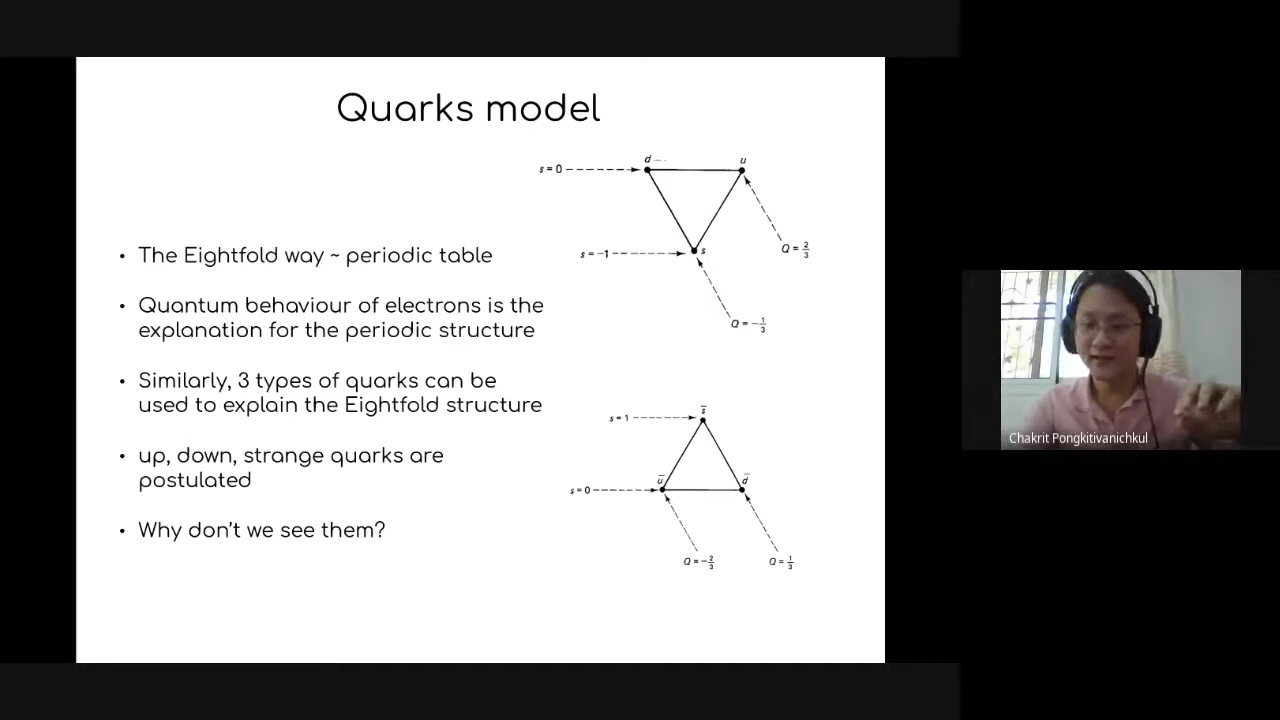 Quarks model
• The Eightfold way ~ periodic table
• Quantum behaviour of electrons is the
explanation for the periodic structure
• Similarly, 3 types of quarks can be
used to explain the Eightfold structure
• up, down, strange quarks are
postulated
• Why don't we see them?
d
u
s = 0
s = -1
s
Q = 2/3
Q = -1/3
s̅
s = 1
u̅
d̅
s = 0
Q = -2/3
Q = 1/3
Chakrit Pongkitivanichkul